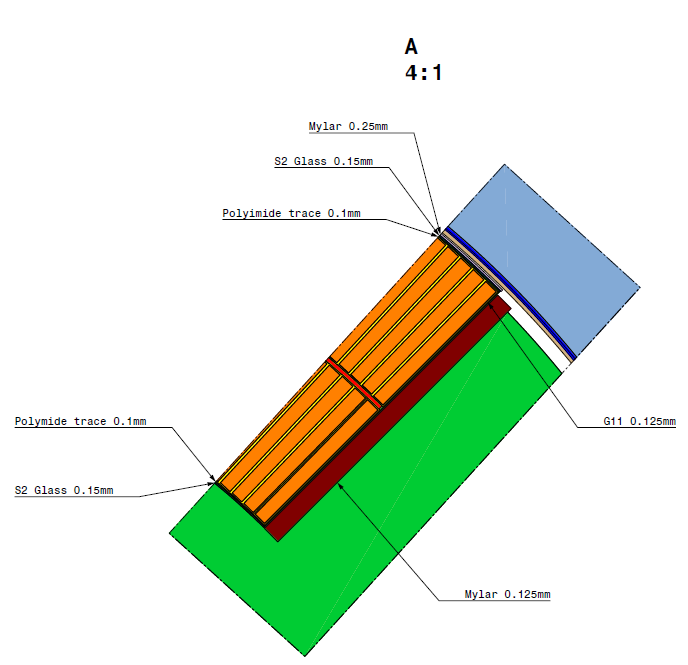 A
4:1
Mylar 0.25mm
S2 Glass 0.15mm
Polyimide trace 0.1mm
Polymide trace 0.1mm
G11 0.125mm
S2 Glass 0.15mm
Mylar 0.125mm